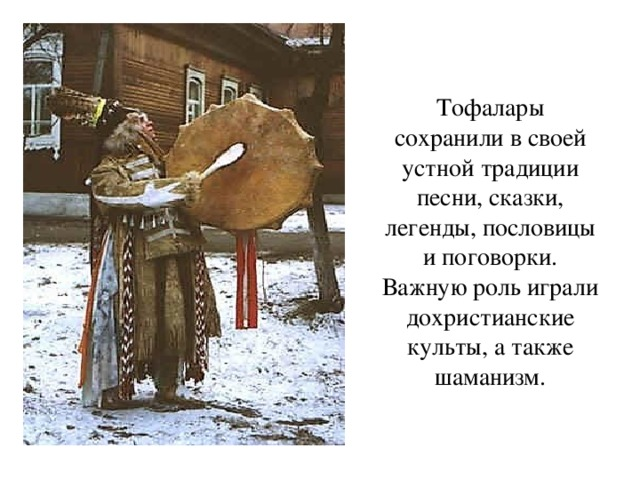 Тофалары
сохранили в своей
устной традиции
песни, сказки,
легенды, пословицы
и поговорки.
Важную роль играли
дохристианские
культы, а также
шаманизм.